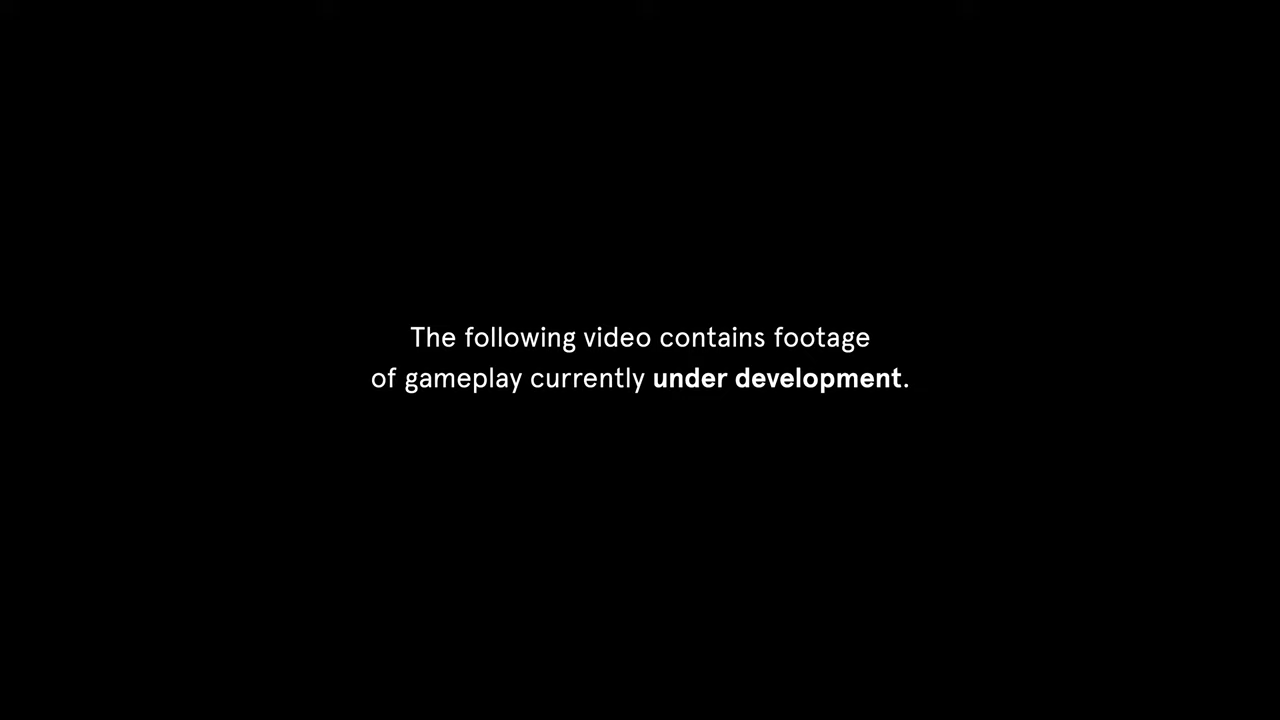 The following video contains footage
of gameplay currently under development.